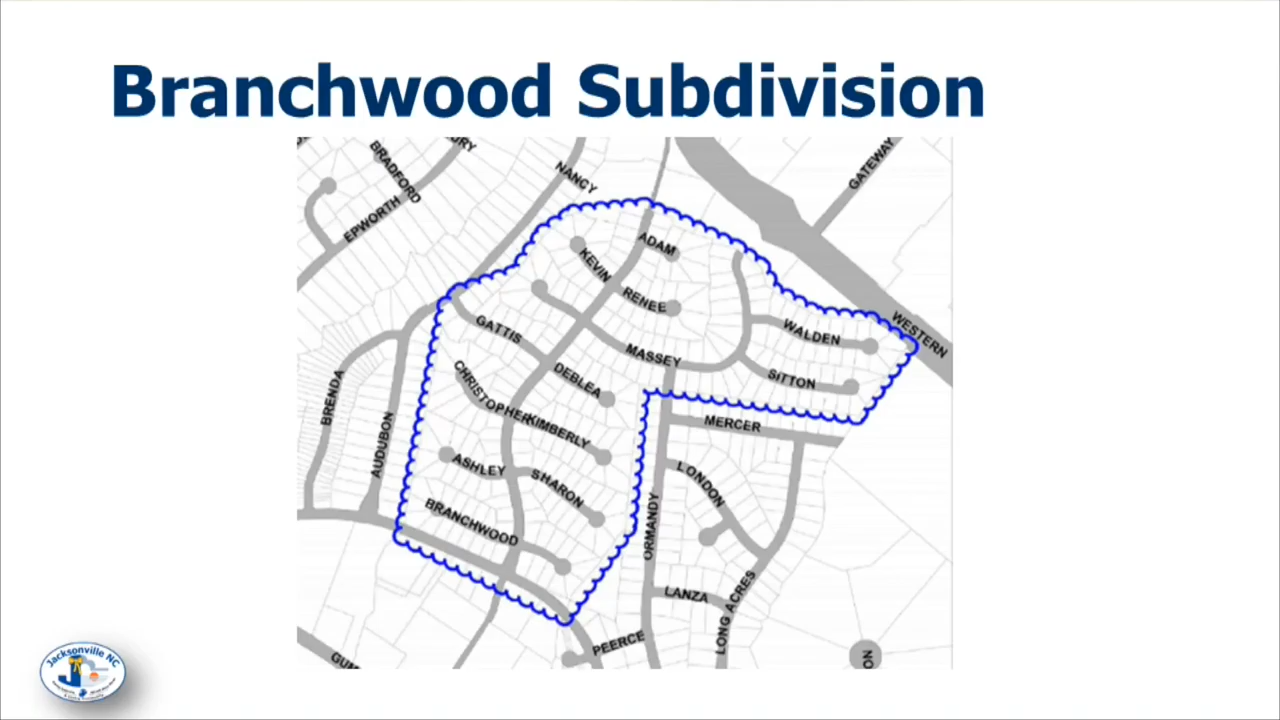 Branchwood Subdivision
BRADFORD
NANCY
GATEWAY
EPWORTH
ADAM
KEVIN
RENEE
WESTERN
GATTIS
WALDEN
MASSEY
SITTON
DEBLEA
BRENDA
CHRISTOPHER
KIMBERLY
MERCER
AUDUBON
ASHLEY
SHARON
LONDON
BRANCHWOOD
ORMANDY
LANZA
LONG ACRES
PEERCE
Jacksonville NC